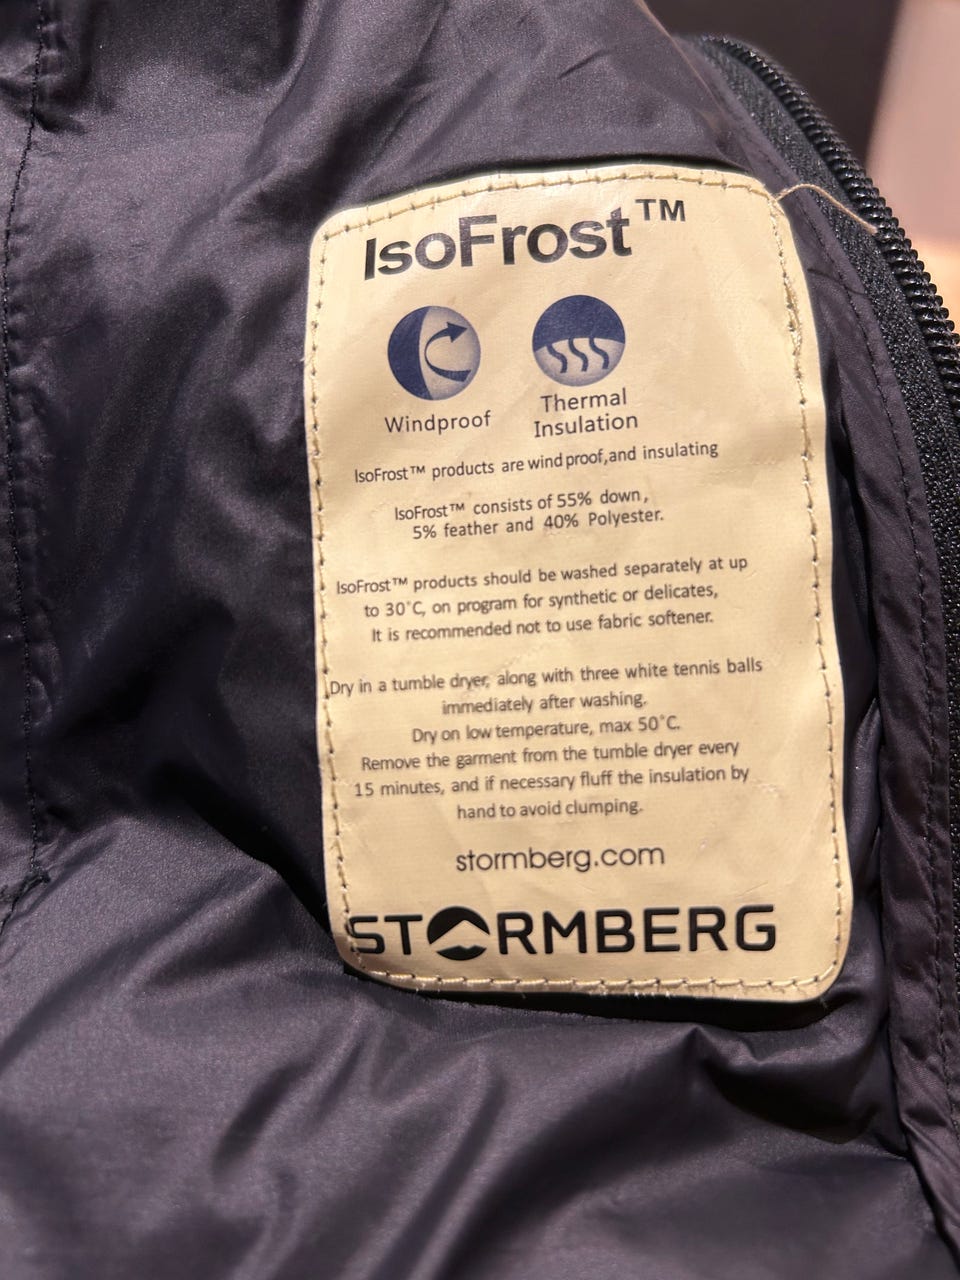 IsoFrost™
Windproof
Thermal
Insulation
IsoFrost™ products are wind proof,and insulating
IsoFrost™ consists of 55% down,
5% feather and 40% Polyester.
IsoFrost™ products should be washed separately at up
to 30°C, on program for synthetic or delicates,
It is recommended not to use fabric softener.
Dry in a tumble dryer, along with three white tennis balls
immediately after washing.
Dry on low temperature, max 50°C.
Remove the garment from the tumble dryer every
15 minutes, and if necessary fluff the insulation by
hand to avoid clumping.
stormberg.com
STORMBERG